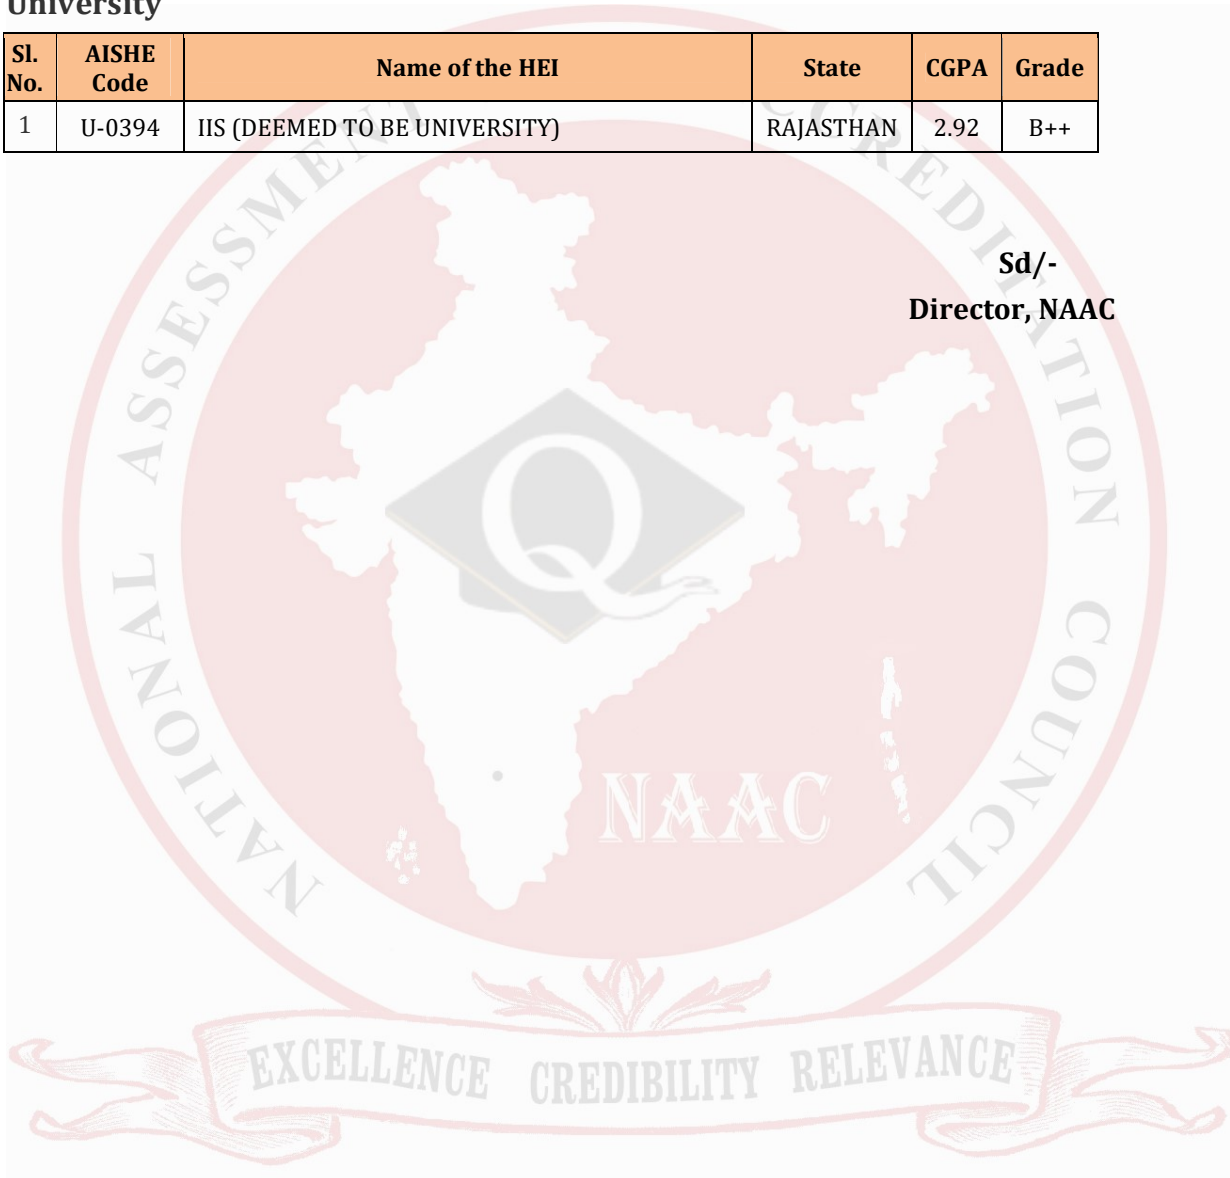 University
Sl. No. AISHE Code Name of the HEI State CGPA Grade
1 U-0394 IIS (DEEMED TO BE UNIVERSITY) RAJASTHAN 2.92 B++
Sd/-
Director, NAAC
NATIONAL ASSESSMENT ACCREDITATION COUNCIL
Q
NAAC
EXCELLENCE CREDIBILITY RELEVANCE